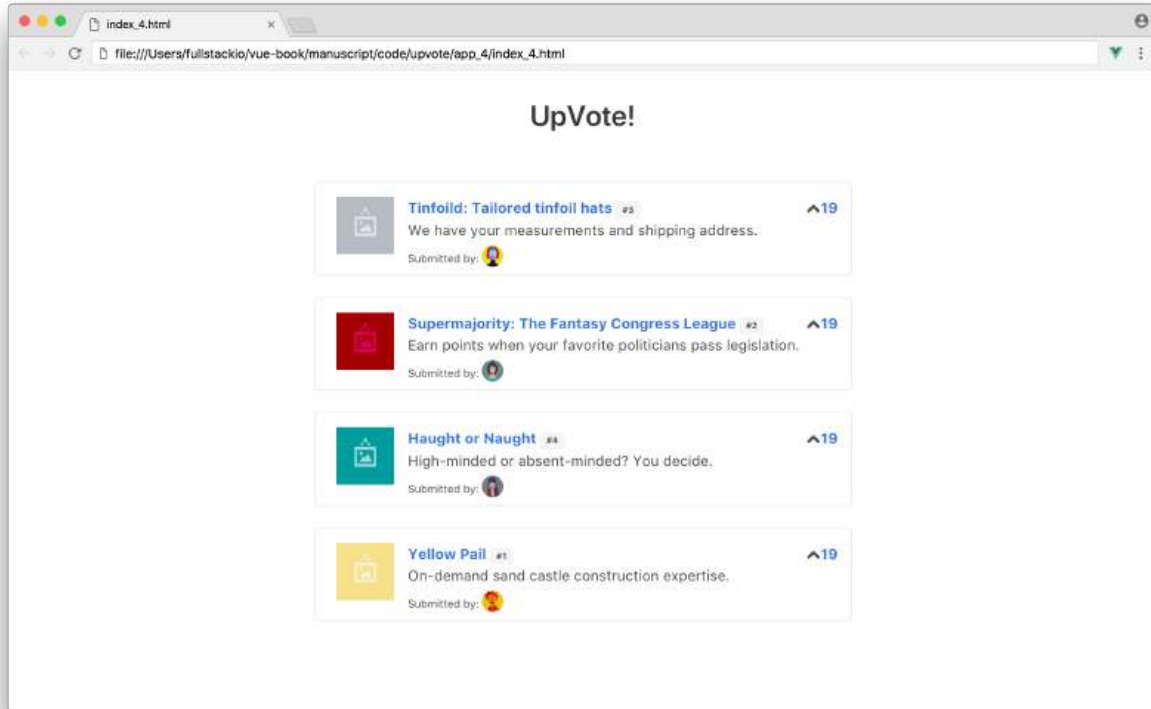 index_4.html
file:///Users/fullstackio/vue-book/manuscript/code/upvote/app_4/index_4.html
UpVote!
Tinfoild: Tailored tinfoil hats #3 19
We have your measurements and shipping address.
Submitted by:
Supermajority: The Fantasy Congress League #2 19
Earn points when your favorite politicians pass legislation.
Submitted by:
Haught or Naught #4 19
High-minded or absent-minded? You decide.
Submitted by:
Yellow Pail #1 19
On-demand sand castle construction expertise.
Submitted by: